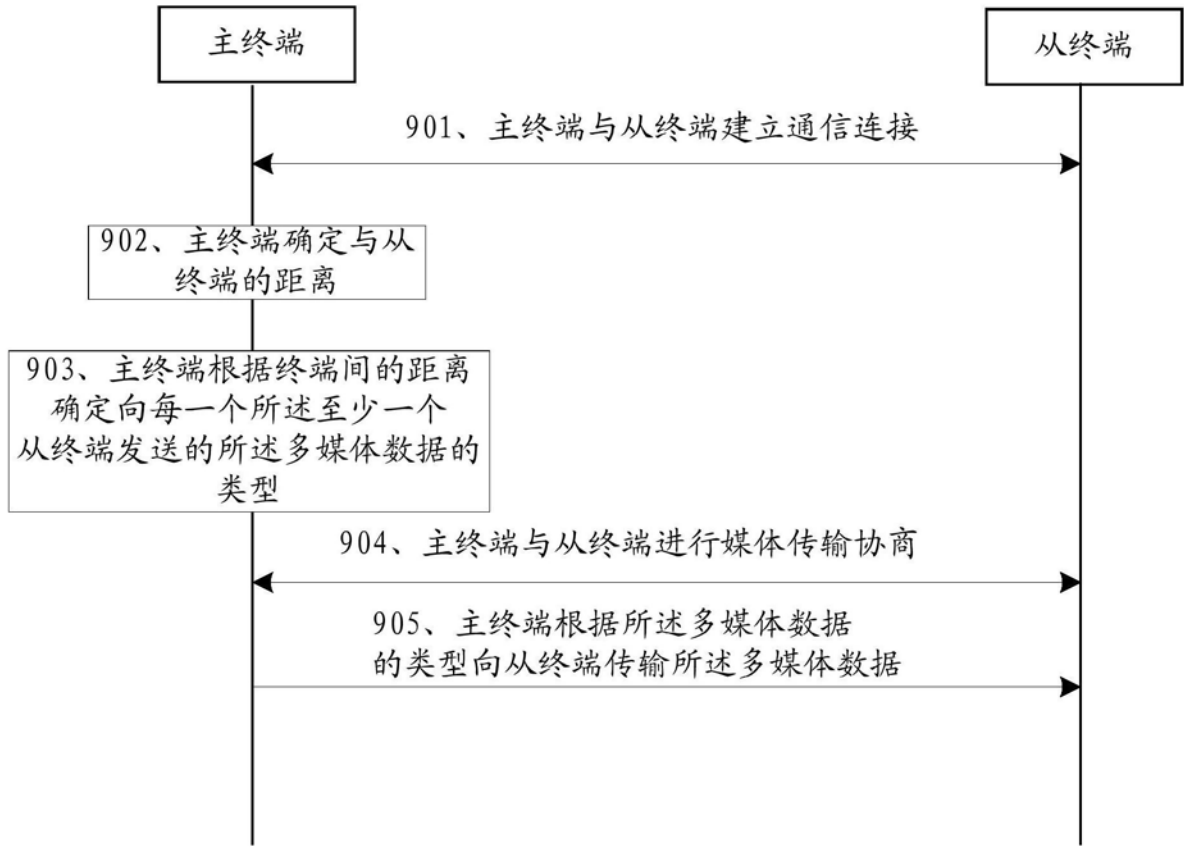 主终端
从终端
901、主终端与从终端建立通信连接
902、主终端确定与从
终端的距离
903、主终端根据终端间的距离
确定向每一个所述至少一个
从终端发送的所述多媒体数据的
类型
904、主终端与从终端进行媒体传输协商
905、主终端根据所述多媒体数据
的类型向从终端传输所述多媒体数据